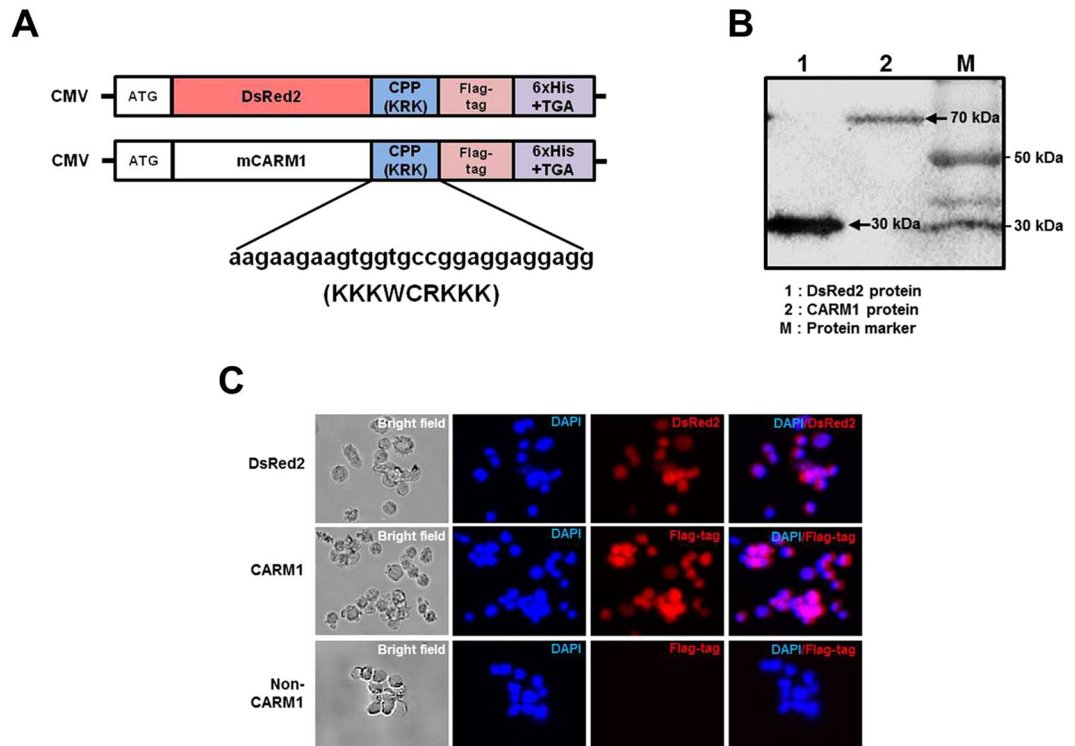 A
CMV ATG DsRed2 CPP (KRK) Flag-tag 6xHis +TGA
CMV ATG mCARM1 CPP (KRK) Flag-tag 6xHis +TGA
aagaagaagtggtgccggaggaggagg
(KKKWCRKKK)
B
1 2 M
70 kDa
50 kDa
30 kDa 30 kDa
1 : DsRed2 protein
2 : CARM1 protein
M : Protein marker
C
DsRed2 Bright field DAPI DsRed2 DAPI/DsRed2
CARM1 Bright field DAPI Flag-tag DAPI/Flag-tag
Non-CARM1 Bright field DAPI Flag-tag DAPI/Flag-tag